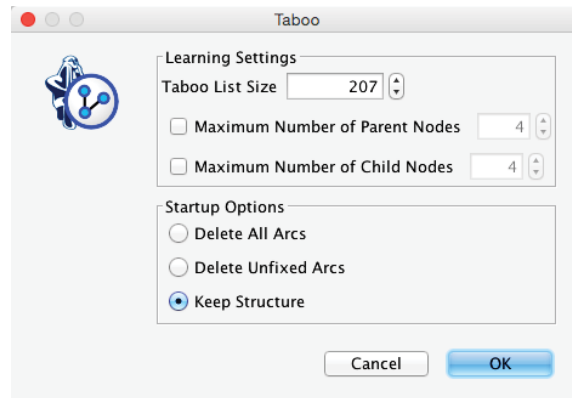 Taboo
Learning Settings
Taboo List Size 207
Maximum Number of Parent Nodes 4
Maximum Number of Child Nodes 4
Startup Options
Delete All Arcs
Delete Unfixed Arcs
Keep Structure
Cancel OK